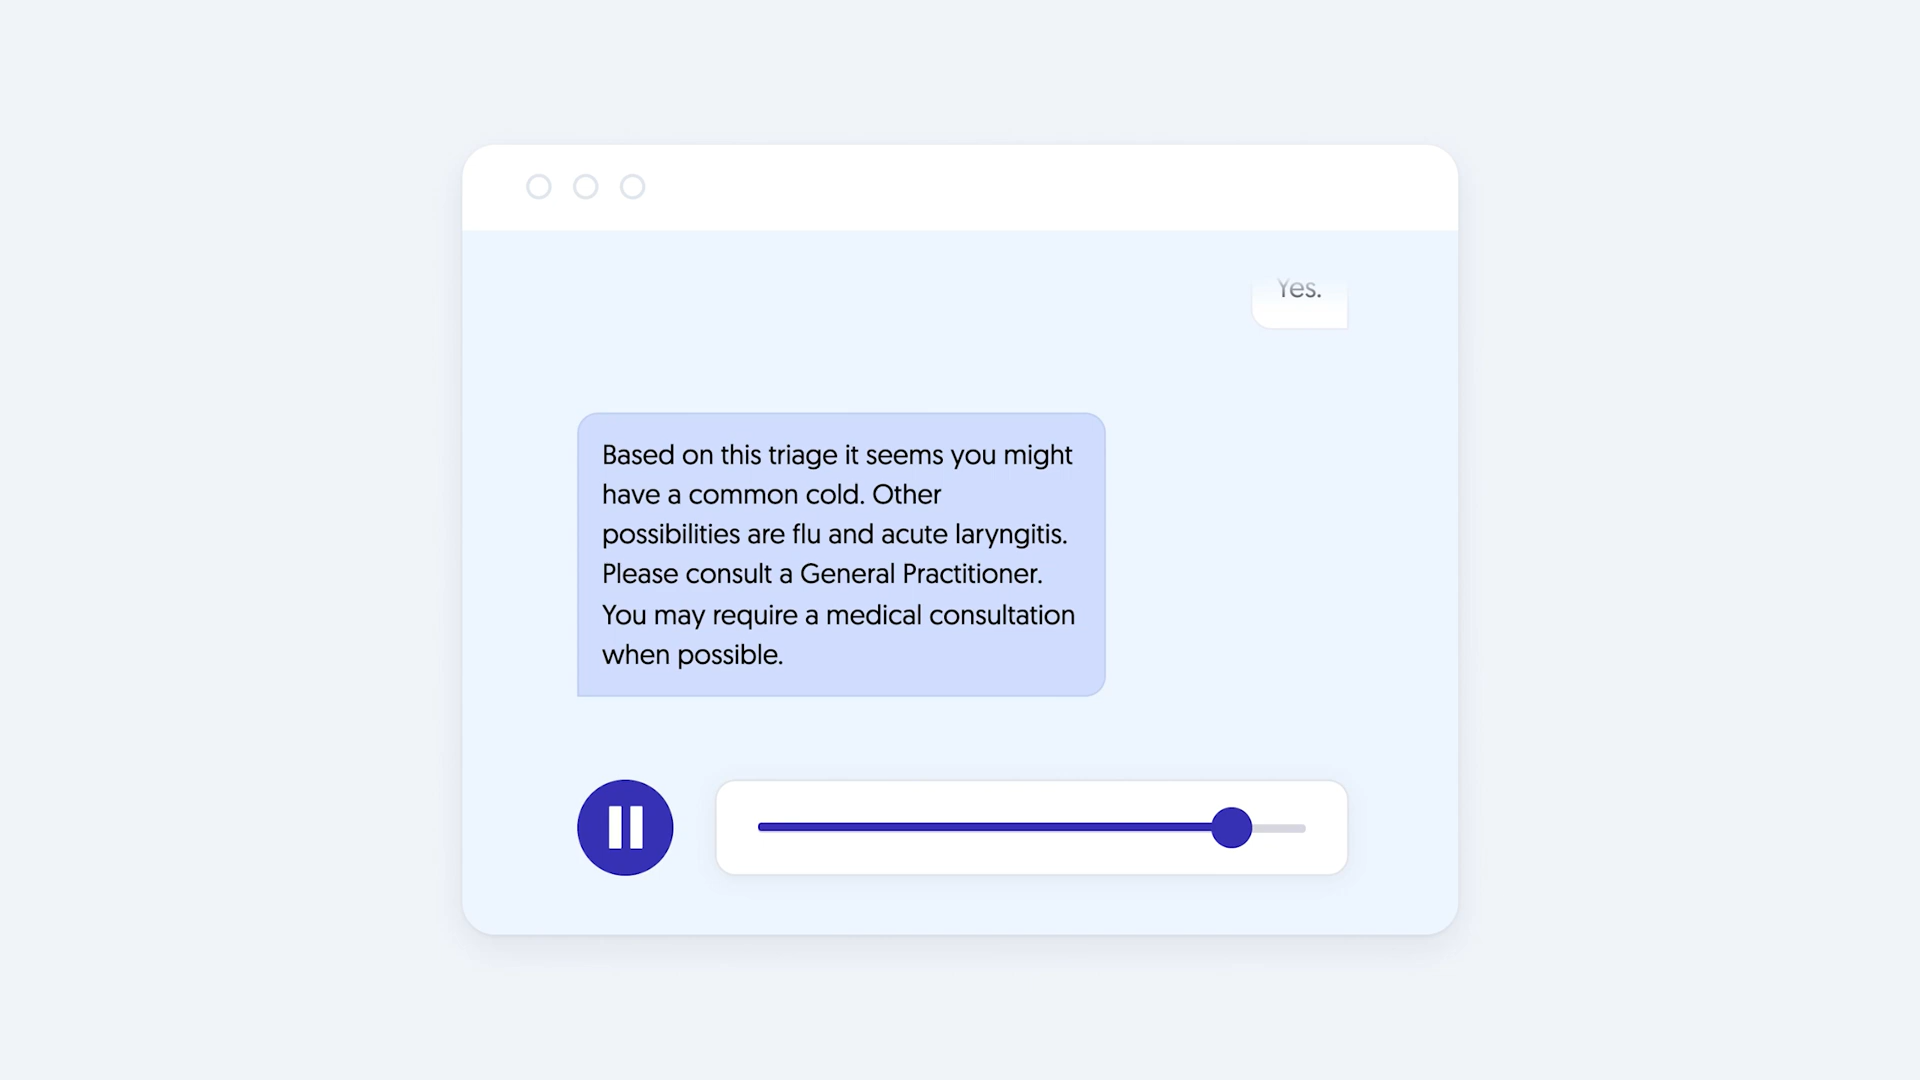 Yes.
Based on this triage it seems you might
have a common cold. Other
possibilities are flu and acute laryngitis.
Please consult a General Practitioner.
You may require a medical consultation
when possible.